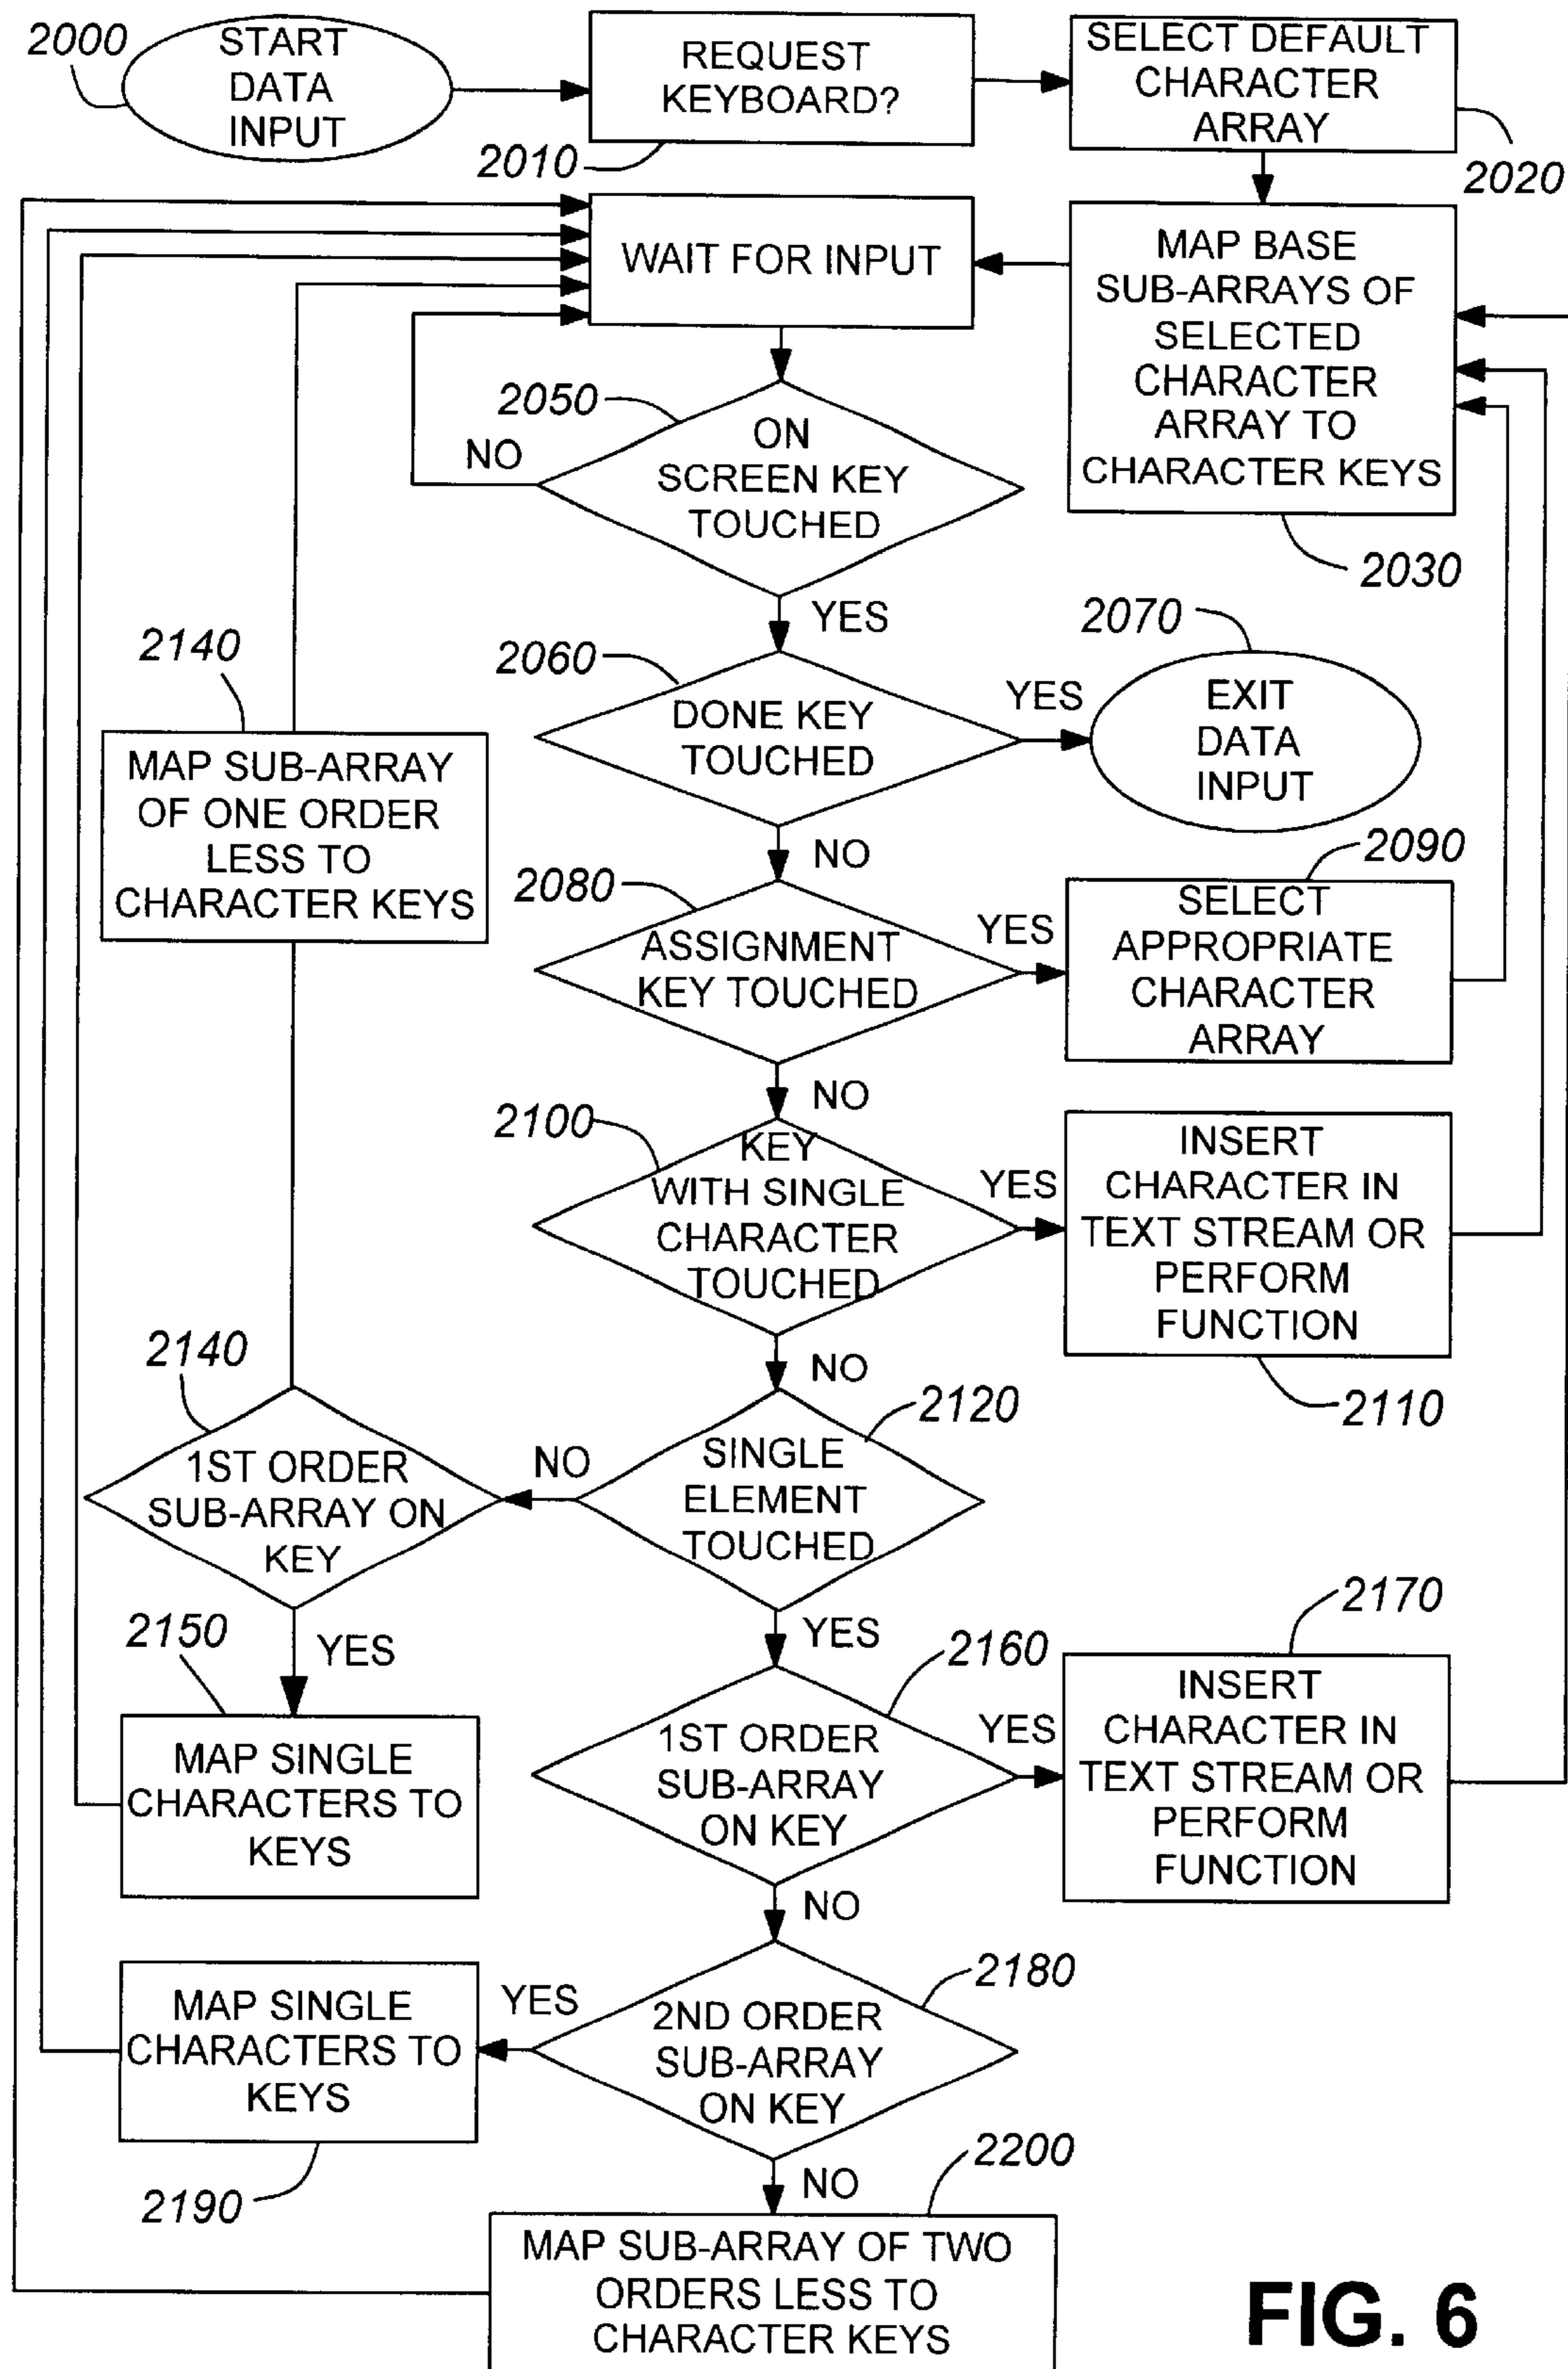 2000
START
DATA
INPUT
REQUEST
KEYBOARD?
2010
SELECT DEFAULT
CHARACTER
ARRAY
2020
WAIT FOR INPUT
MAP BASE
SUB-ARRAYS OF
SELECTED
CHARACTER
ARRAY TO
CHARACTER KEYS
2030
2050
ON
SCREEN KEY
TOUCHED
NO
YES
2060
DONE KEY
TOUCHED
YES
2070
EXIT
DATA
INPUT
NO
2140
MAP SUB-ARRAY
OF ONE ORDER
LESS TO
CHARACTER KEYS
2080
ASSIGNMENT
KEY TOUCHED
YES
2090
SELECT
APPROPRIATE
CHARACTER
ARRAY
NO
2100
KEY
WITH SINGLE
CHARACTER
TOUCHED
YES
INSERT
CHARACTER IN
TEXT STREAM OR
PERFORM
FUNCTION
2110
NO
2120
SINGLE
ELEMENT
TOUCHED
NO
2140
1ST ORDER
SUB-ARRAY ON
KEY
YES
2150
MAP SINGLE
CHARACTERS TO
KEYS
YES
2160
1ST ORDER
SUB-ARRAY
ON KEY
YES
2170
INSERT
CHARACTER IN
TEXT STREAM OR
PERFORM
FUNCTION
NO
2180
2ND ORDER
SUB-ARRAY
ON KEY
YES
MAP SINGLE
CHARACTERS TO
KEYS
2190
NO
2200
MAP SUB-ARRAY OF TWO
ORDERS LESS TO
CHARACTER KEYS
FIG. 6